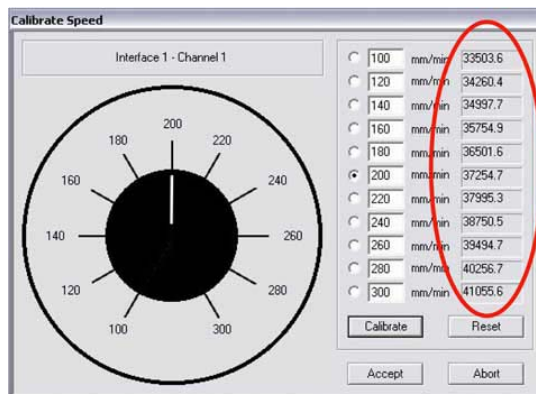 Calibrate Speed
Interface 1 - Channel 1
200
180 220
160 240
140 260
120 280
100 300
100 mm/min 33503.6
120 mm/min 34260.4
140 mm/min 34997.7
160 mm/min 35754.9
180 mm/min 36501.6
200 mm/min 37254.7
220 mm/min 37995.3
240 mm/min 38750.5
260 mm/min 39494.7
280 mm/min 40256.7
300 mm/min 41055.6
Calibrate Reset
Accept Abort